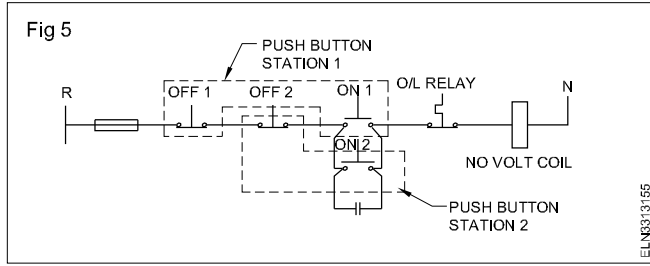 Fig 5
PUSH BUTTON
STATION 1
R
OFF 1
OFF 2
ON 1
O/L RELAY
N
ON 2
NO VOLT COIL
PUSH BUTTON
STATION 2
ELN3313155